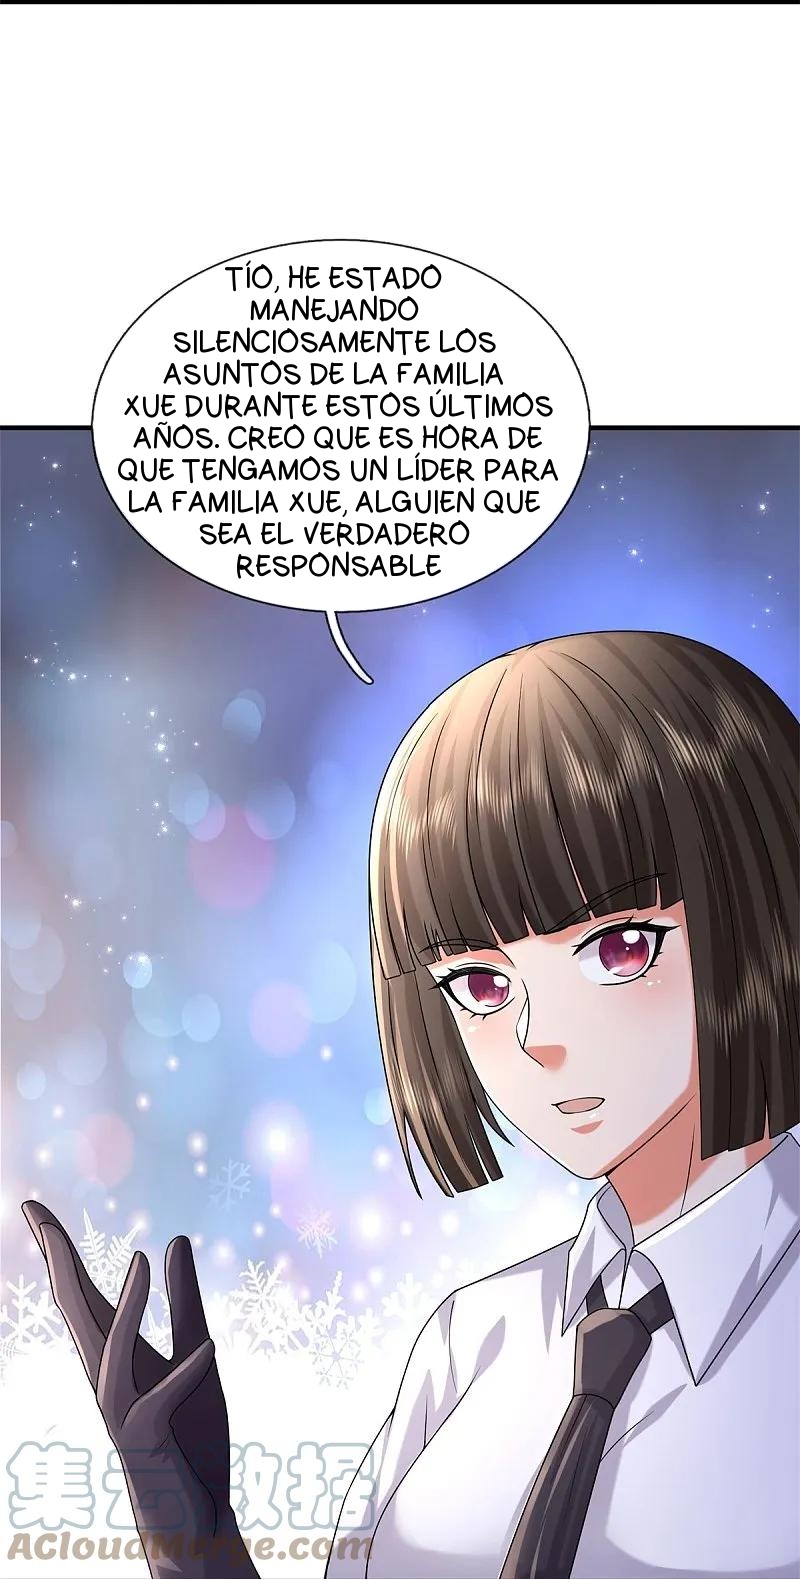 TÍO, HE ESTADO
MANEJANDO
SILENCIOSAMENTE LOS
ASUNTOS DE LA FAMILIA
XUE DURANTE ESTOS ÚLTIMOS
AÑOS. CREO QUE ES HORA DE
QUE TENGAMOS UN LÍDER PARA
LA FAMILIA XUE, ALGUIEN QUE
SEA EL VERDADERO
RESPONSABLE
集云数据
ACloudMerge.com